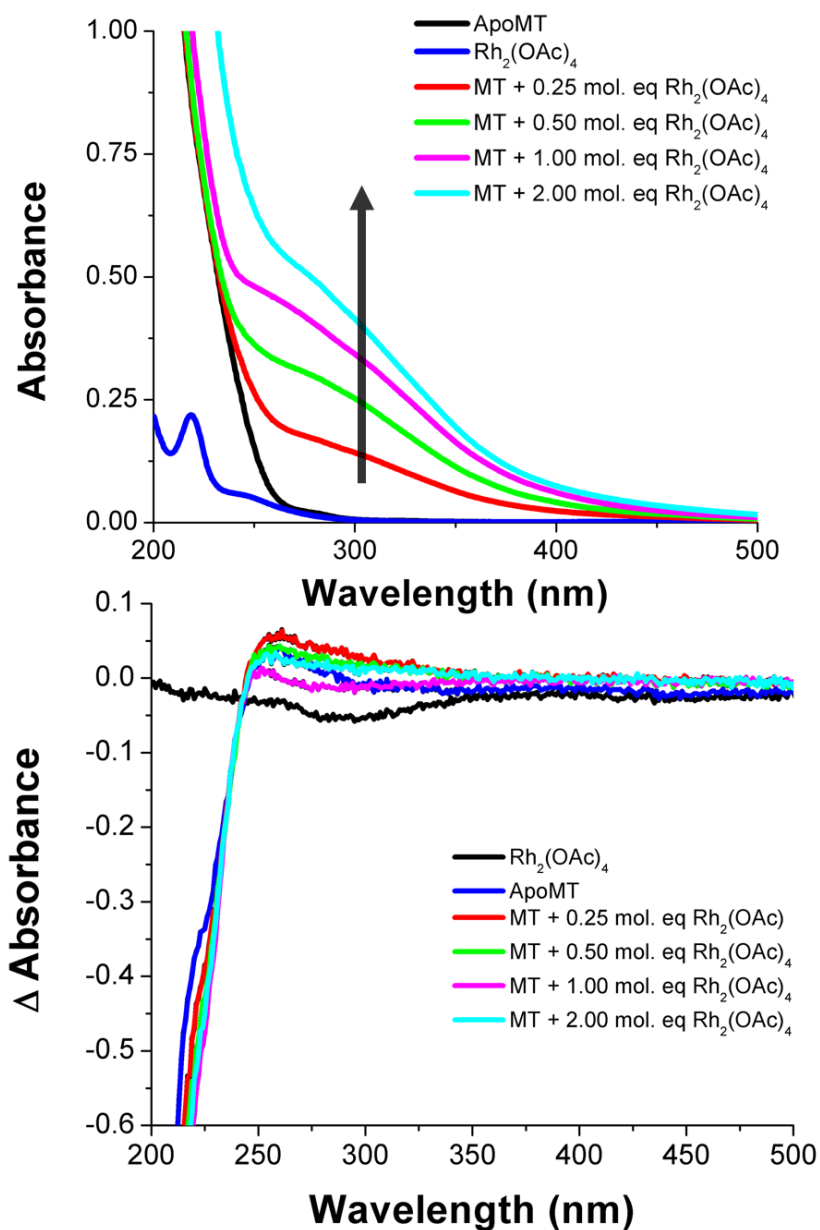 ApoMT
Rh₂(OAc)₄
MT + 0.25 mol. eq Rh₂(OAc)₄
MT + 0.50 mol. eq Rh₂(OAc)₄
MT + 1.00 mol. eq Rh₂(OAc)₄
MT + 2.00 mol. eq Rh₂(OAc)₄
1.00
0.75
0.50
0.25
0.00
Absorbance
200 300 400 500
Wavelength (nm)
0.1
0.0
-0.1
-0.2
-0.3
-0.4
-0.5
-0.6
Δ Absorbance
Rh₂(OAc)₄
ApoMT
MT + 0.25 mol. eq Rh₂(OAc)
MT + 0.50 mol. eq Rh₂(OAc)₄
MT + 1.00 mol. eq Rh₂(OAc)₄
MT + 2.00 mol. eq Rh₂(OAc)₄
200 250 300 350 400 450 500
Wavelength (nm)